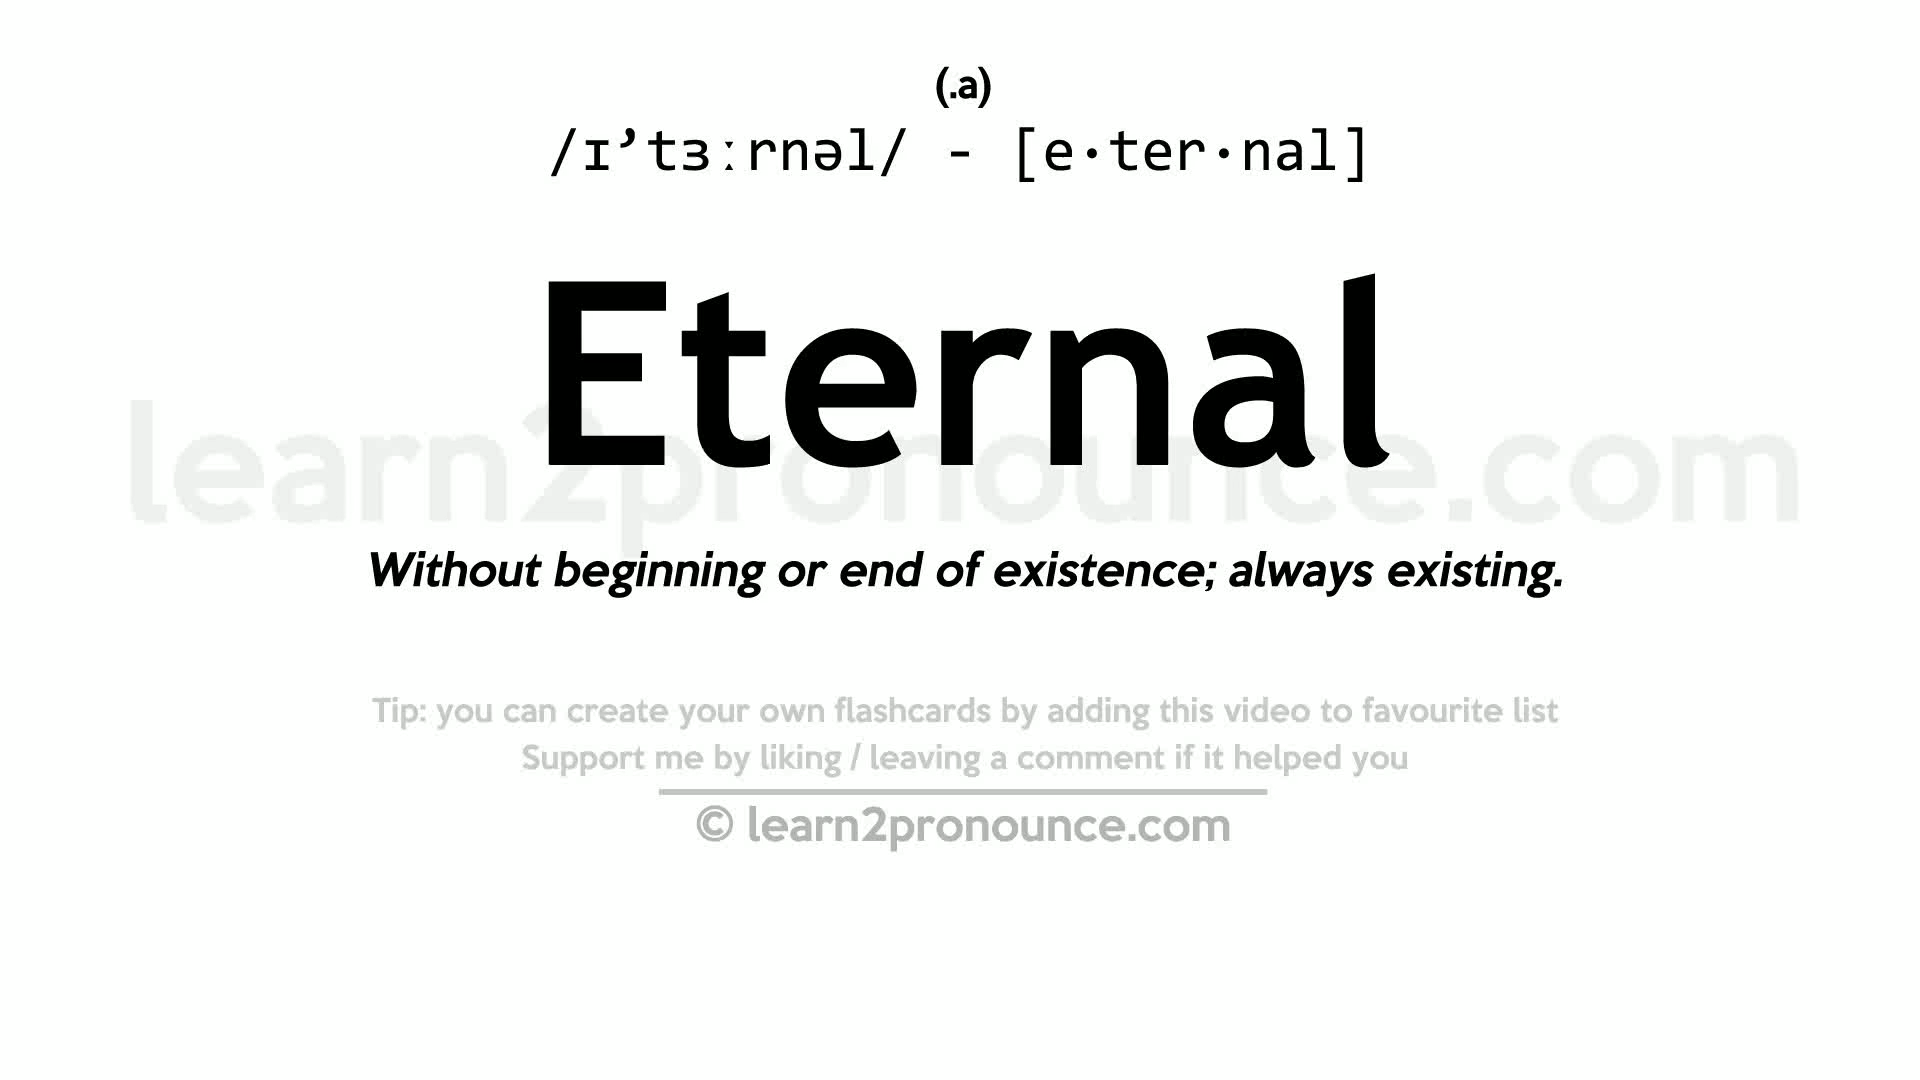 (.a)
/ɪ’tɜːrnəl/ - [e·ter·nal]
Eternal
learn2pronounce.com
Without beginning or end of existence; always existing.
Tip: you can create your own flashcards by adding this video to favourite list
Support me by liking / leaving a comment if it helped you
© learn2pronounce.com